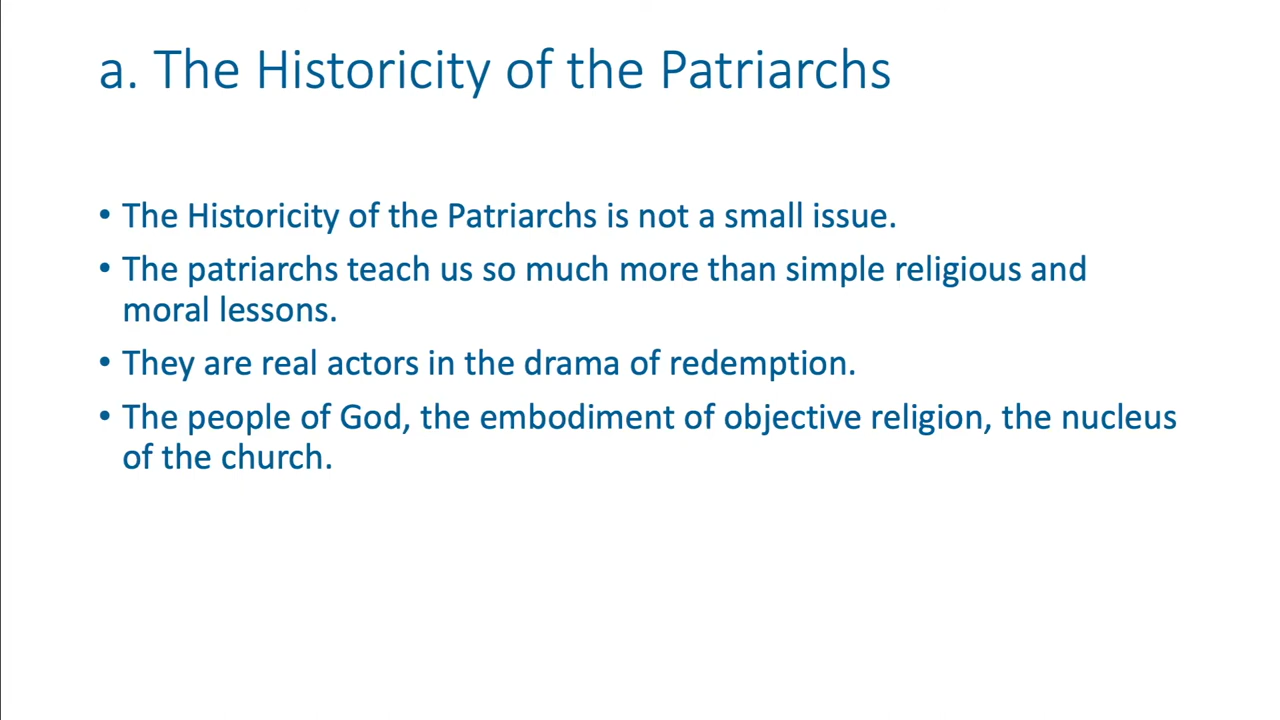 a. The Historicity of the Patriarchs
• The Historicity of the Patriarchs is not a small issue.
• The patriarchs teach us so much more than simple religious and
moral lessons.
• They are real actors in the drama of redemption.
• The people of God, the embodiment of objective religion, the nucleus
of the church.